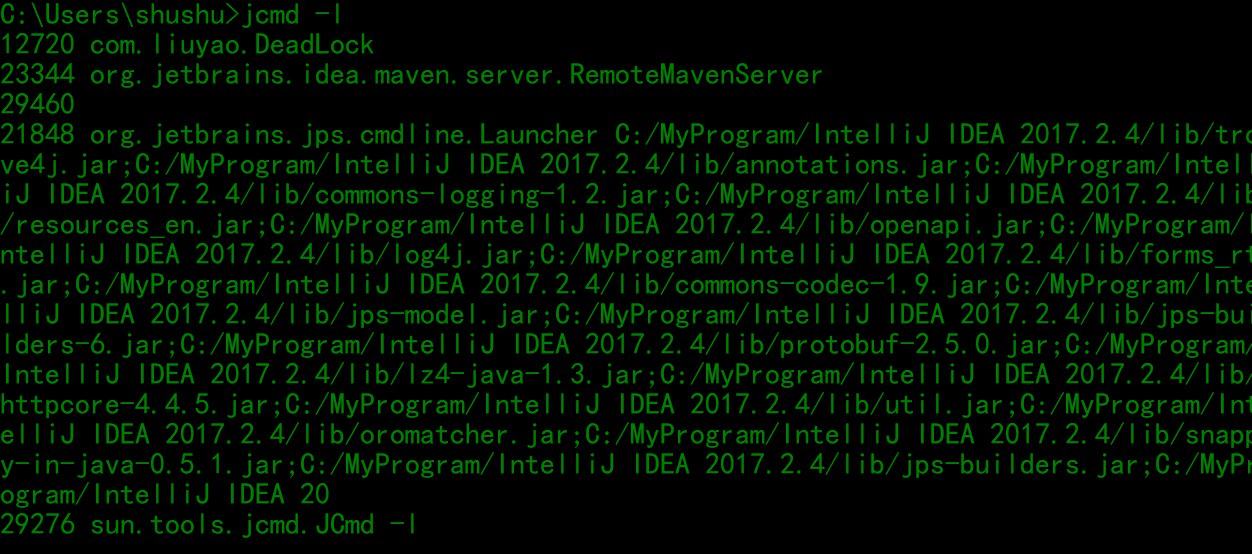 C:\Users\shushu>jcmd -l
12720 com.liuyao.DeadLock
23344 org.jetbrains.idea.maven.server.RemoteMavenServer
29460
21848 org.jetbrains.jps.cmdline.Launcher C:/MyProgram/IntelliJ IDEA 2017.2.4/lib/tro
ve4j.jar;C:/MyProgram/IntelliJ IDEA 2017.2.4/lib/annotations.jar;C:/MyProgram/Intell
iJ IDEA 2017.2.4/lib/commons-logging-1.2.jar;C:/MyProgram/IntelliJ IDEA 2017.2.4/lib
/resources_en.jar;C:/MyProgram/IntelliJ IDEA 2017.2.4/lib/openapi.jar;C:/MyProgram/I
ntelliJ IDEA 2017.2.4/lib/log4j.jar;C:/MyProgram/IntelliJ IDEA 2017.2.4/lib/forms_rt
.jar;C:/MyProgram/IntelliJ IDEA 2017.2.4/lib/commons-codec-1.9.jar;C:/MyProgram/Inte
lliJ IDEA 2017.2.4/lib/jps-model.jar;C:/MyProgram/IntelliJ IDEA 2017.2.4/lib/jps-bui
lders-6.jar;C:/MyProgram/IntelliJ IDEA 2017.2.4/lib/protobuf-2.5.0.jar;C:/MyProgram/
IntelliJ IDEA 2017.2.4/lib/lz4-java-1.3.jar;C:/MyProgram/IntelliJ IDEA 2017.2.4/lib/
httpcore-4.4.5.jar;C:/MyProgram/IntelliJ IDEA 2017.2.4/lib/util.jar;C:/MyProgram/Int
elliJ IDEA 2017.2.4/lib/oromatcher.jar;C:/MyProgram/IntelliJ IDEA 2017.2.4/lib/snapp
y-in-java-0.5.1.jar;C:/MyProgram/IntelliJ IDEA 2017.2.4/lib/jps-builders.jar;C:/MyPr
ogram/IntelliJ IDEA 20
29276 sun.tools.jcmd.JCmd -l